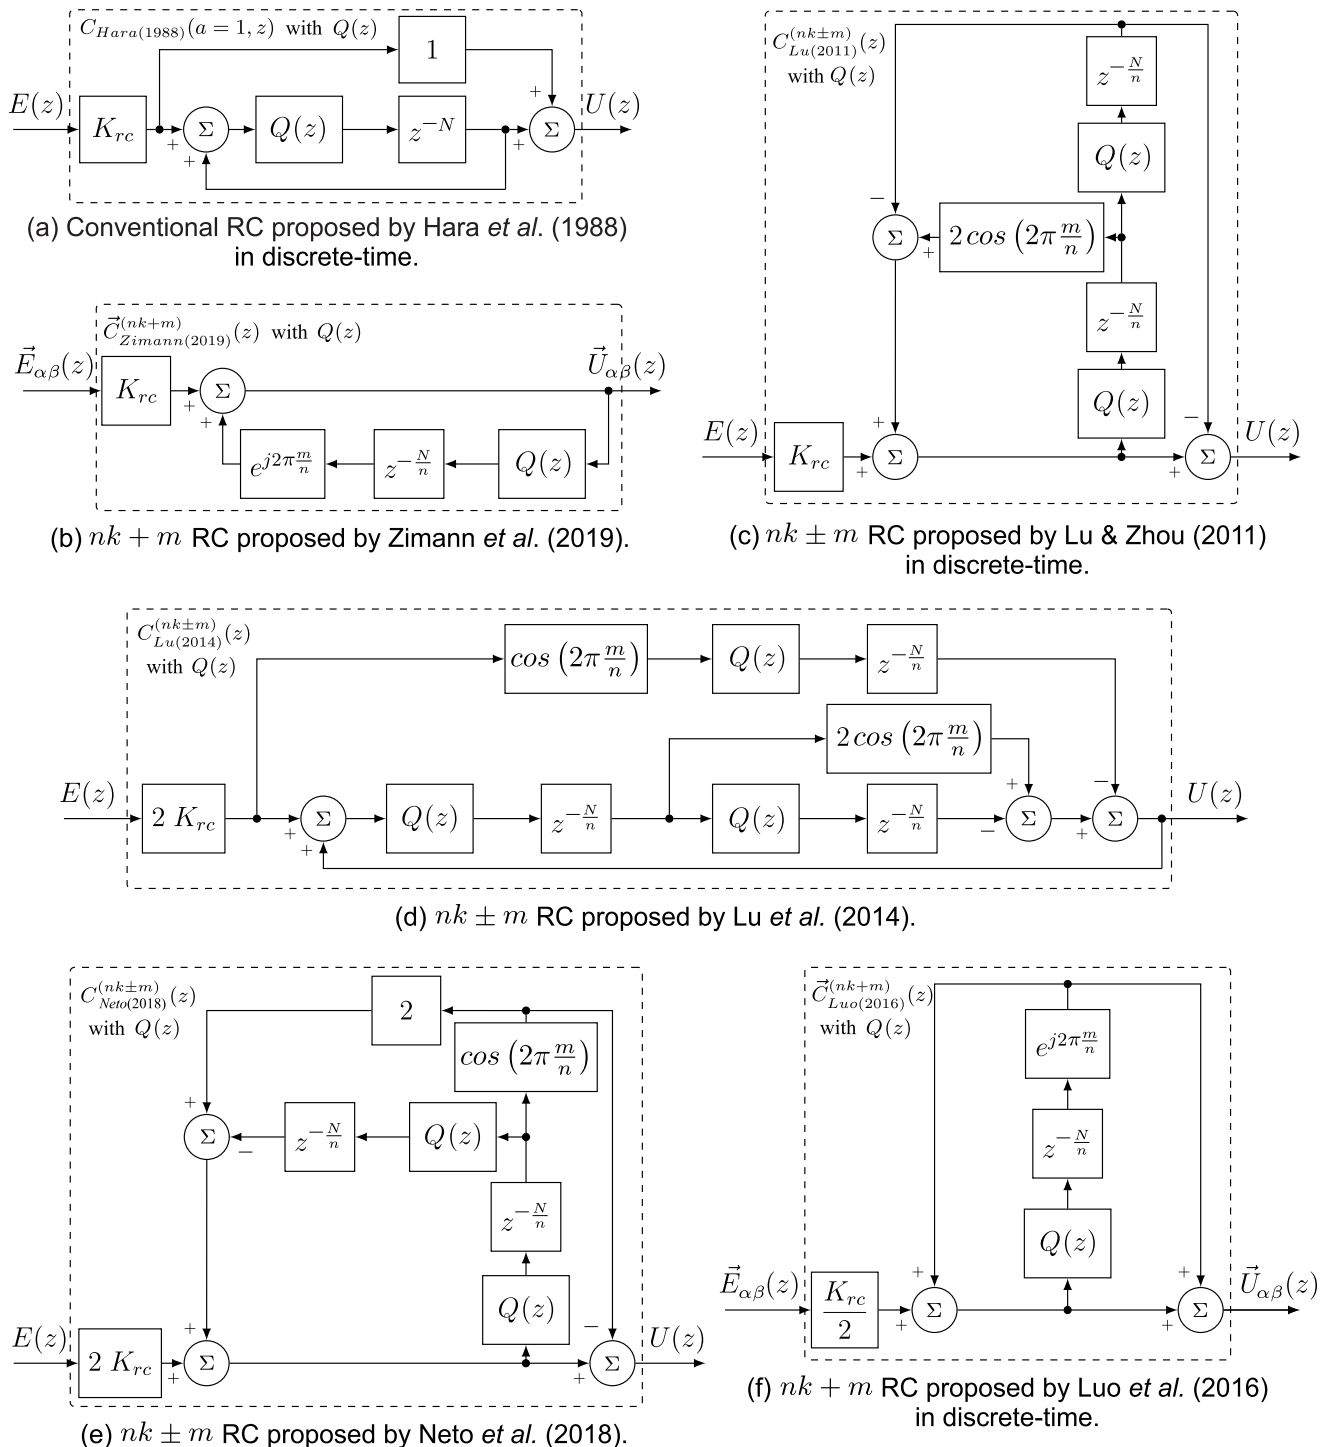 C_{Hara(1988)}(a = 1, z) with Q(z)
1
E(z)
K_{rc}
+
+
Σ
Q(z)
z^{-N}
+
+
Σ
U(z)
(a) Conventional RC proposed by Hara et al. (1988)
in discrete-time.
\vec{C}^{(nk+m)}_{Zimann(2019)}(z) with Q(z)
\vec{E}_{αβ}(z)
K_{rc}
+
+
Σ
\vec{U}_{αβ}(z)
e^{j2π\frac{m}{n}}
z^{-\frac{N}{n}}
Q(z)
(b) nk + m RC proposed by Zimann et al. (2019).
C^{(nk±m)}_{Lu(2011)}(z)
with Q(z)
z^{-\frac{N}{n}}
Q(z)
−
Σ
+
2cos(2π\frac{m}{n})
z^{-\frac{N}{n}}
Q(z)
E(z)
K_{rc}
+
+
Σ
−
+
Σ
U(z)
(c) nk ± m RC proposed by Lu & Zhou (2011)
in discrete-time.
C^{(nk±m)}_{Lu(2014)}(z)
with Q(z)
cos(2π\frac{m}{n})
Q(z)
z^{-\frac{N}{n}}
2cos(2π\frac{m}{n})
E(z)
2 K_{rc}
+
+
Σ
Q(z)
z^{-\frac{N}{n}}
Q(z)
z^{-\frac{N}{n}}
+
−
Σ
−
+
Σ
U(z)
(d) nk ± m RC proposed by Lu et al. (2014).
C^{(nk±m)}_{Neto(2018)}(z)
with Q(z)
2
cos(2π\frac{m}{n})
+
Σ
−
z^{-\frac{N}{n}}
Q(z)
z^{-\frac{N}{n}}
Q(z)
E(z)
2 K_{rc}
+
+
Σ
−
+
Σ
U(z)
(e) nk ± m RC proposed by Neto et al. (2018).
\vec{C}^{(nk+m)}_{Luo(2016)}(z)
with Q(z)
e^{j2π\frac{m}{n}}
z^{-\frac{N}{n}}
Q(z)
\vec{E}_{αβ}(z)
\frac{K_{rc}}{2}
+
+
Σ
+
+
Σ
\vec{U}_{αβ}(z)
(f) nk + m RC proposed by Luo et al. (2016)
in discrete-time.